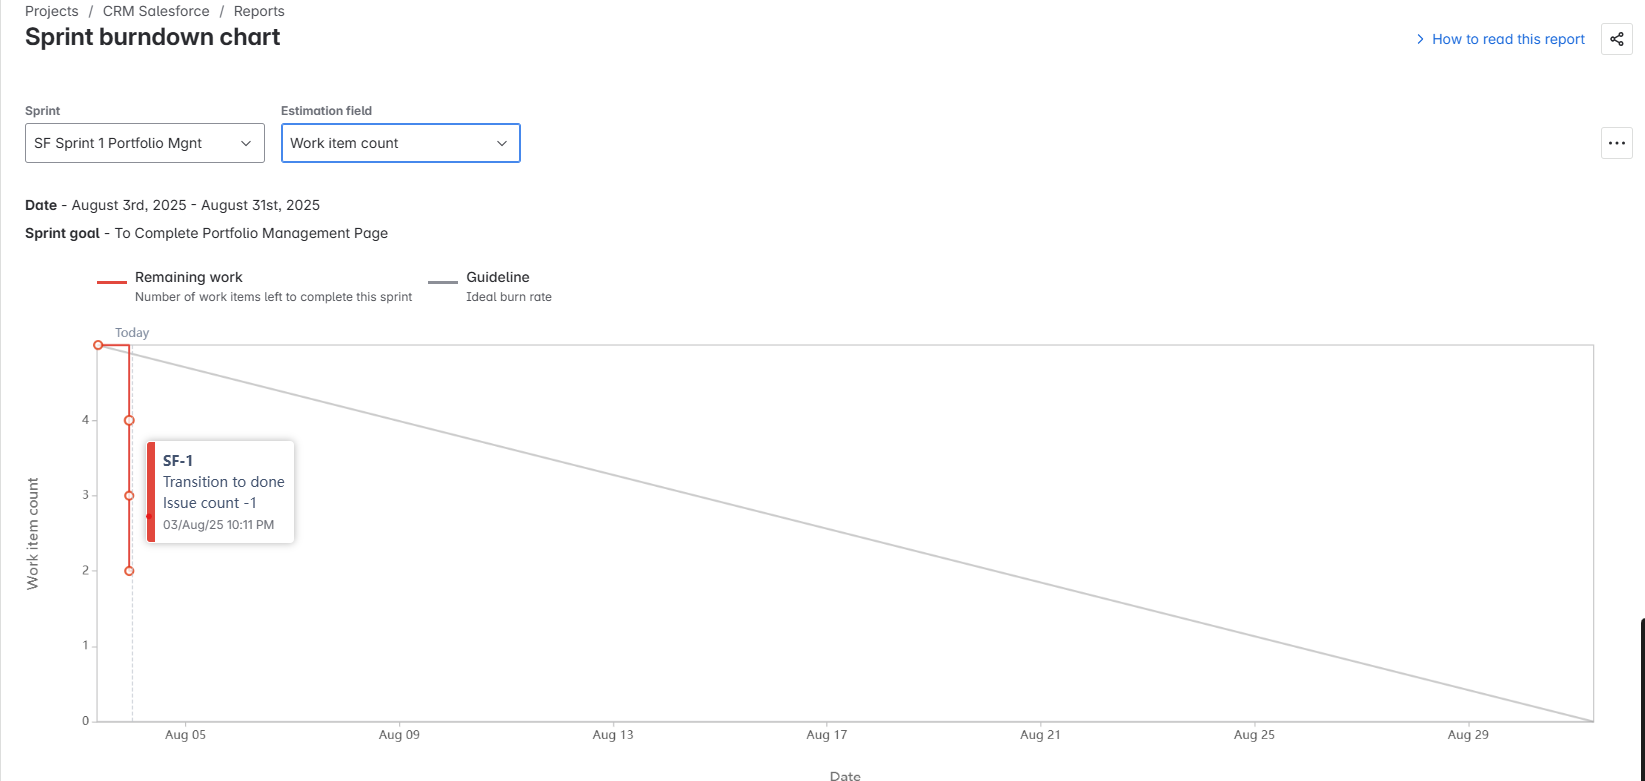 Projects / CRM Salesforce / Reports
Sprint burndown chart
How to read this report
Sprint
Estimation field
SF Sprint 1 Portfolio Mgnt
Work item count
Date - August 3rd, 2025 - August 31st, 2025
Sprint goal - To Complete Portfolio Management Page
Remaining work
Number of work items left to complete this sprint
Guideline
Ideal burn rate
Today
4
3
2
1
0
Work item count
SF-1
Transition to done
Issue count -1
03/Aug/25 10:11 PM
Aug 05
Aug 09
Aug 13
Aug 17
Aug 21
Aug 25
Aug 29
Date